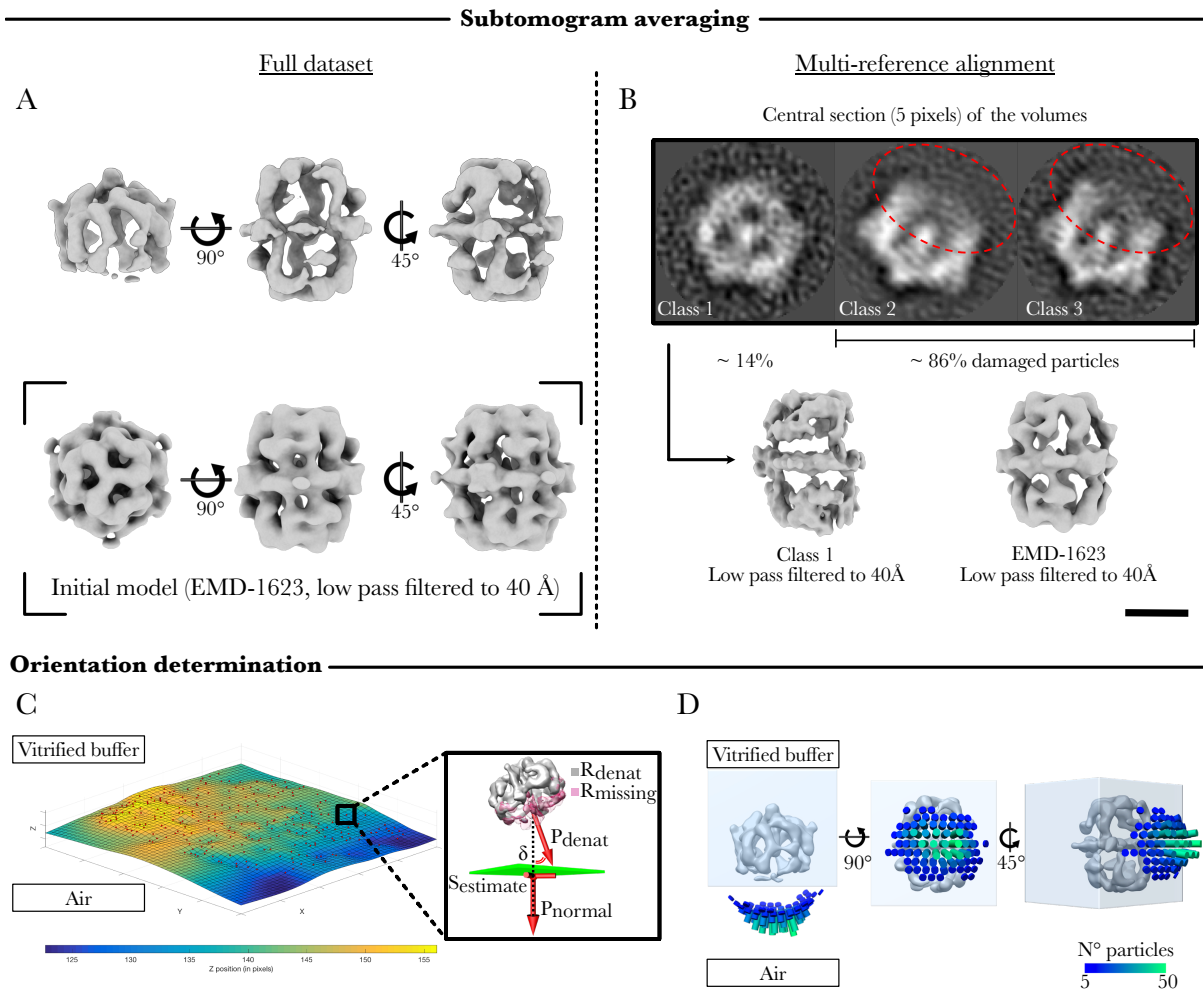 Subtomogram averaging
Full dataset
Multi-reference alignment
A
B
Central section (5 pixels) of the volumes
90°
45°
Class 1
Class 2
Class 3
~ 14%
~ 86% damaged particles
90°
45°
Initial model (EMD-1623, low pass filtered to 40 Å)
Class 1
Low pass filtered to 40Å
EMD-1623
Low pass filtered to 40Å
Orientation determination
C
D
Vitrified buffer
Z
Y
X
Air
125 130 135 140 145 150 155
Z position (in pixels)
Rdenat
Rmissing
Pdenat
δ
Sestimate
Pnormal
Vitrified buffer
90°
45°
Air
N° particles
5 50